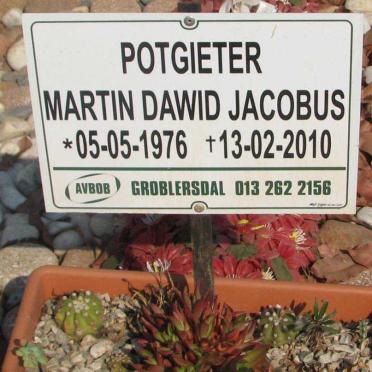 POTGIETER
MARTIN DAWID JACOBUS
*05-05-1976 †13-02-2010
AVBOB GROBLERSDAL 013 262 2156